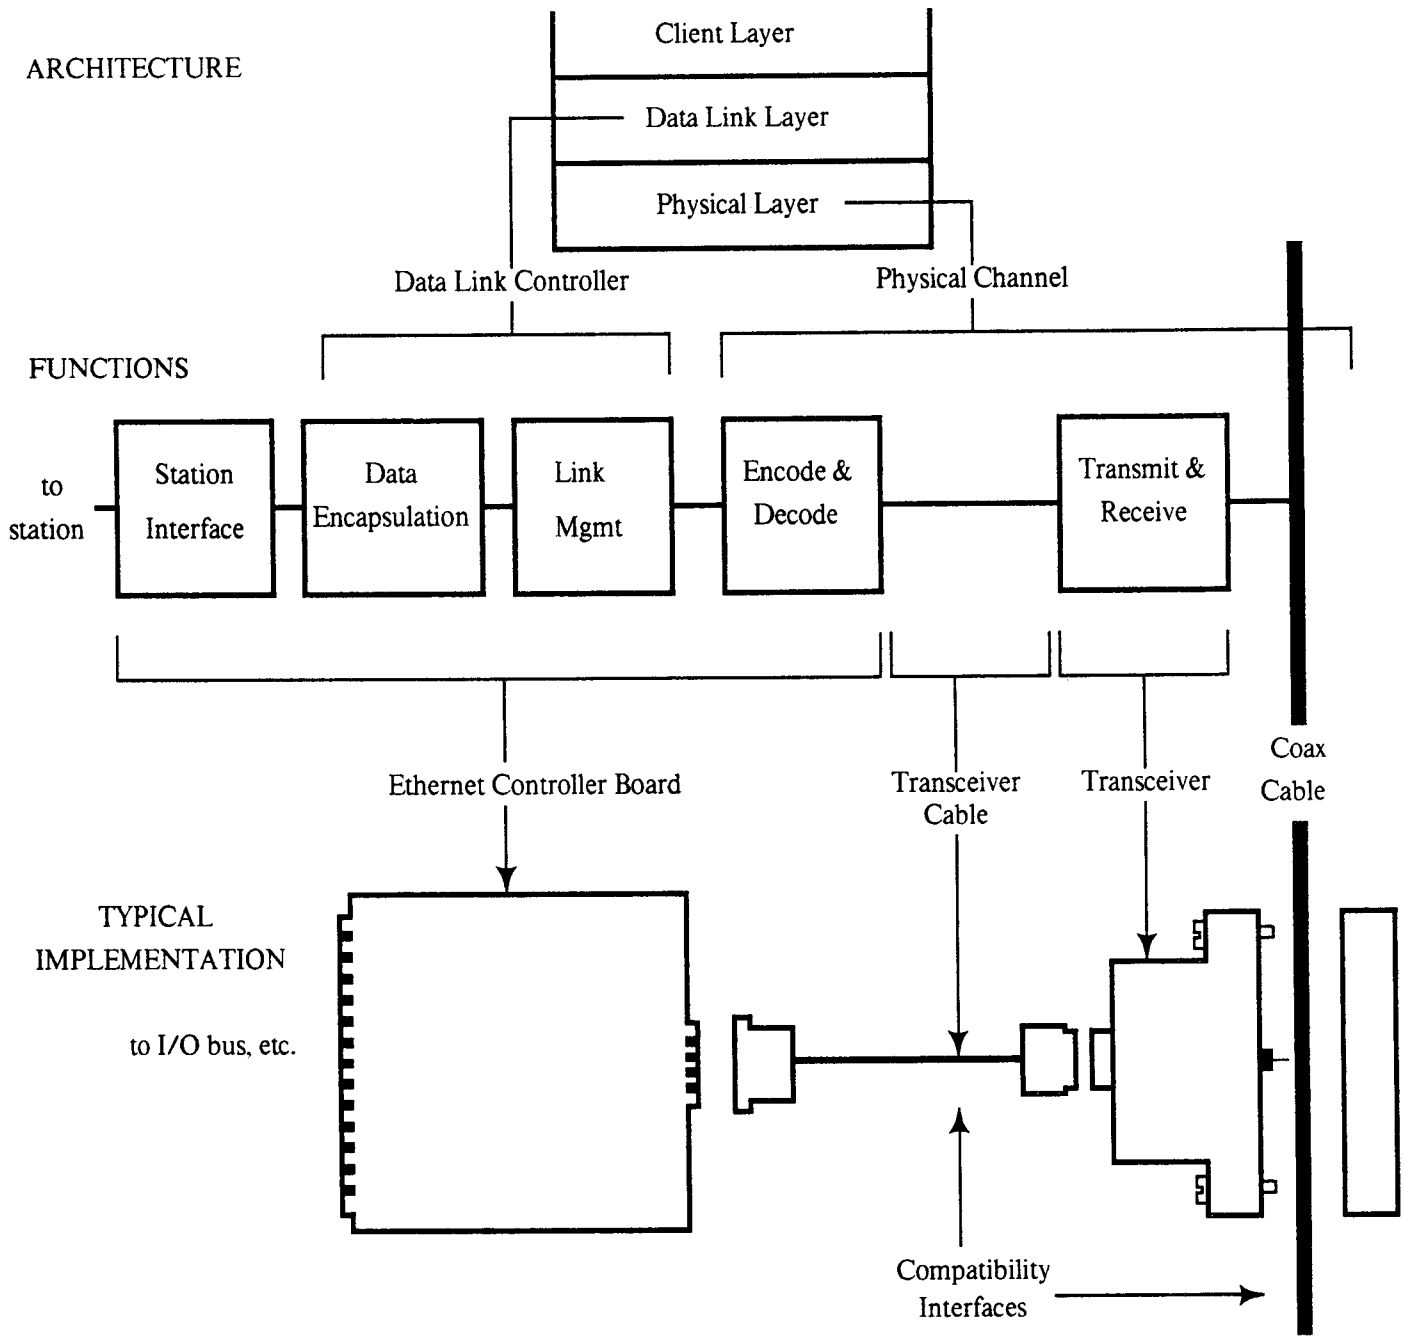 Client Layer
ARCHITECTURE
Data Link Layer
Physical Layer
Data Link Controller
Physical Channel
FUNCTIONS
to
station
Station
Interface
Data
Encapsulation
Link
Mgmt
Encode &
Decode
Transmit &
Receive
Coax
Cable
Ethernet Controller Board
Transceiver
Cable
Transceiver
TYPICAL
IMPLEMENTATION
to I/O bus, etc.
Compatibility
Interfaces